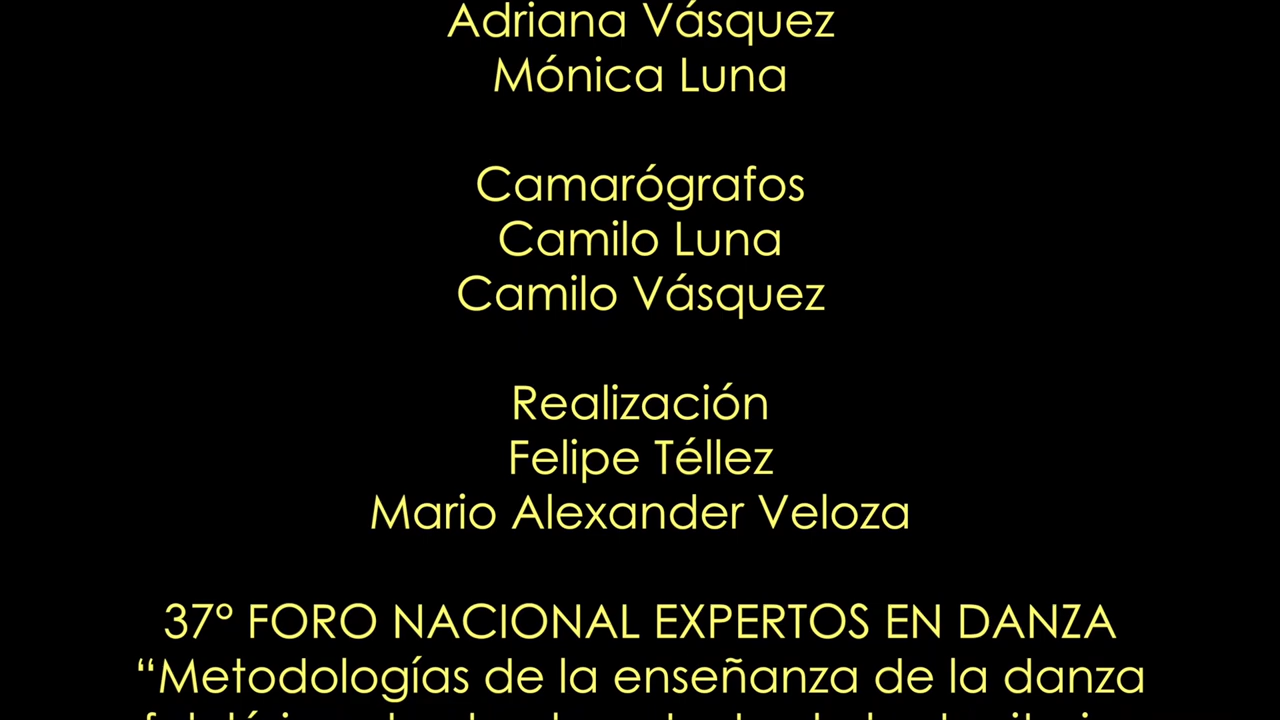 Adriana Vásquez
Mónica Luna
Camarógrafos
Camilo Luna
Camilo Vásquez
Realización
Felipe Téllez
Mario Alexander Veloza
37° FORO NACIONAL EXPERTOS EN DANZA
“Metodologías de la enseñanza de la danza